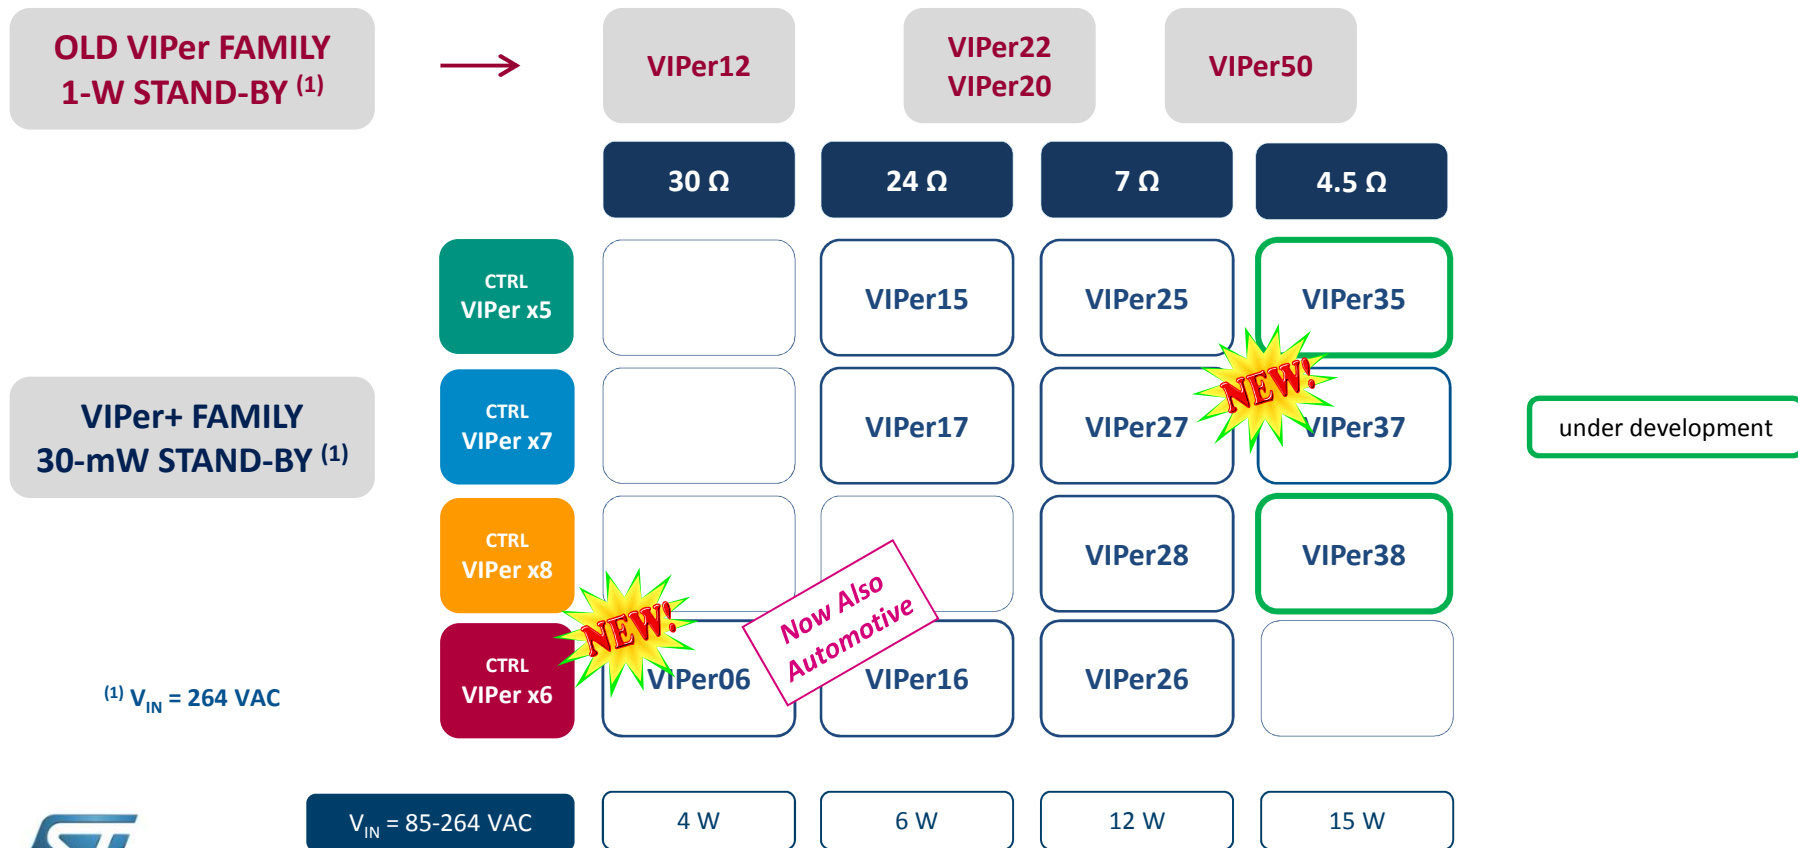 OLD VIPer FAMILY
1-W STAND-BY (1)
VIPer12
VIPer22
VIPer20
VIPer50
30 Ω
24 Ω
7 Ω
4.5 Ω
CTRL
VIPer x5
VIPer15
VIPer25
VIPer35
VIPer+ FAMILY
30-mW STAND-BY (1)
CTRL
VIPer x7
VIPer17
VIPer27
NEW!
VIPer37
under development
CTRL
VIPer x8
VIPer28
VIPer38
NEW!
Now Also
Automotive
CTRL
VIPer x6
VIPer06
VIPer16
VIPer26
(1) VIN = 264 VAC
VIN = 85-264 VAC
4 W
6 W
12 W
15 W